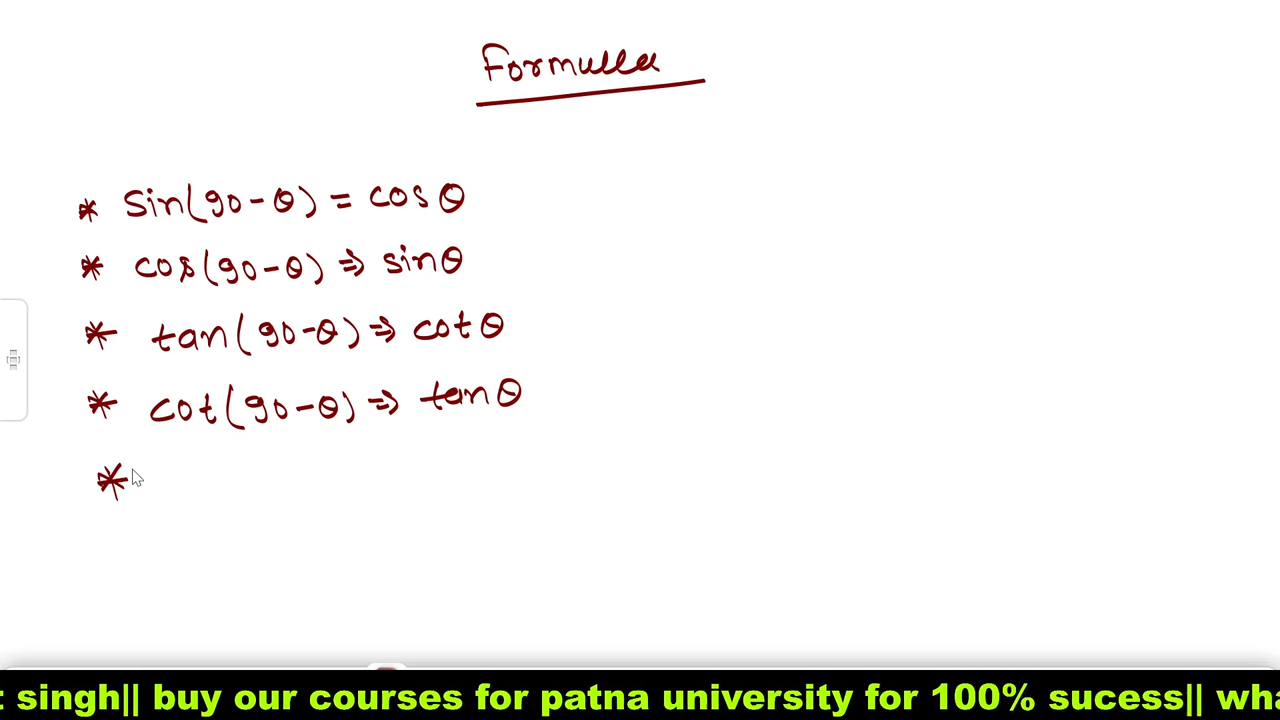 Formulla
* Sin(90-θ) = cosθ
* cos(90-θ) ⇒ sinθ
* tan(90-θ) ⇒ cotθ
* cot(90-θ) ⇒ tanθ
*
singh|| buy our courses for patna university for 100% sucess||